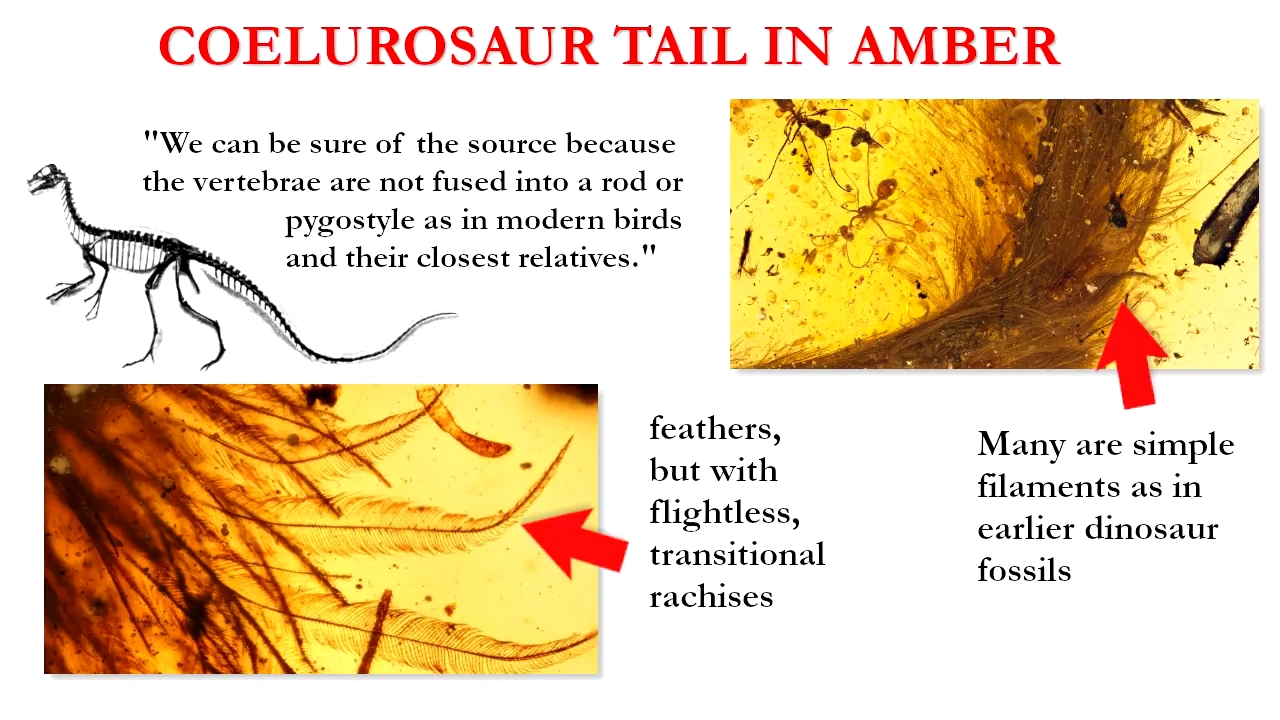 COELUROSAUR TAIL IN AMBER
"We can be sure of the source because
the vertebrae are not fused into a rod or
pygostyle as in modern birds
and their closest relatives."
feathers,
but with
flightless,
transitional
rachises
Many are simple
filaments as in
earlier dinosaur
fossils